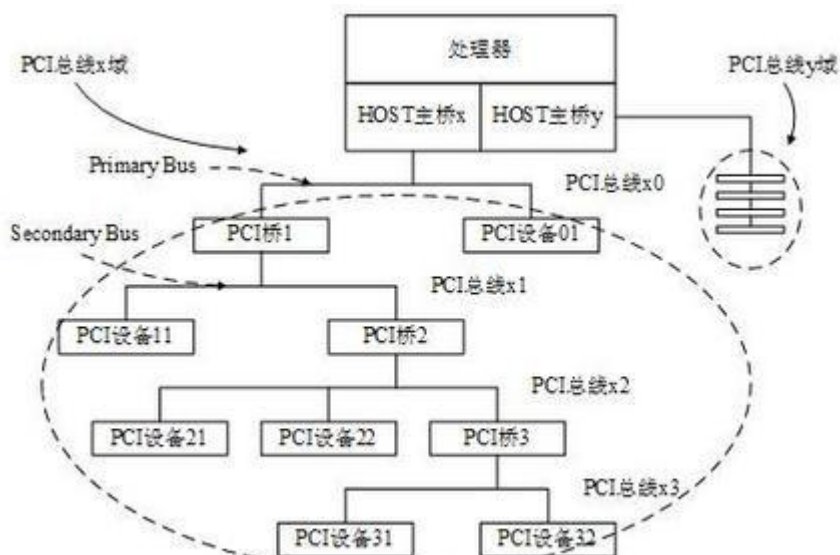 处理器
PCI总线x域
PCI总线y域
HOST主桥x
HOST主桥y
Primary Bus
PCI总线x0
Secondary Bus
PCI桥1
PCI设备01
PCI总线x1
PCI设备11
PCI桥2
PCI总线x2
PCI设备21
PCI设备22
PCI桥3
PCI总线x3
PCI设备31
PCI设备32